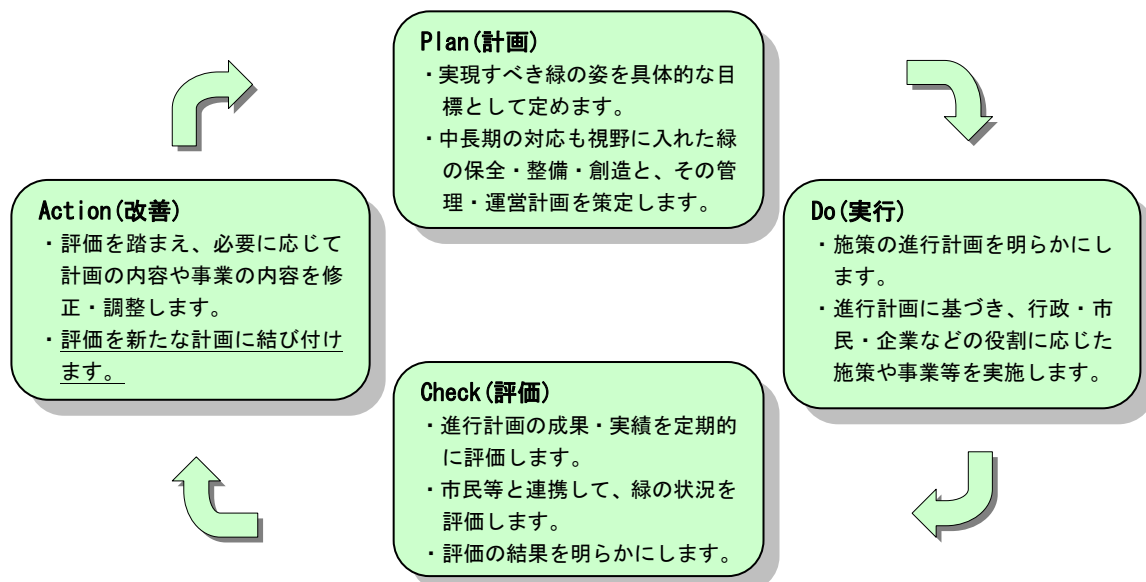 Plan(計画)
・実現すべき緑の姿を具体的な目
標として定めます。
・中長期の対応も視野に入れた緑
の保全・整備・創造と、その管
理・運営計画を策定します。
Do(実行)
・施策の進行計画を明らかにし
ます。
・進行計画に基づき、行政・市
民・企業などの役割に応じた
施策や事業等を実施します。
Check(評価)
・進行計画の成果・実績を定期的
に評価します。
・市民等と連携して、緑の状況を
評価します。
・評価の結果を明らかにします。
Action(改善)
・評価を踏まえ、必要に応じて
計画の内容や事業の内容を修
正・調整します。
・評価を新たな計画に結び付け
ます。